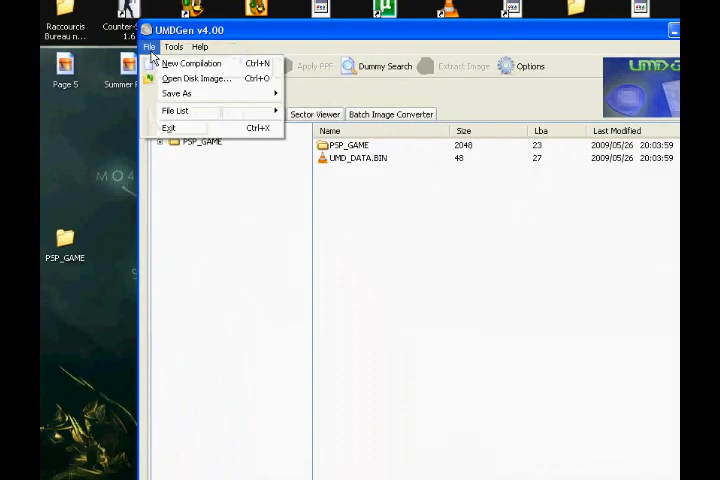 Raccourcis
Bureau n...
Counter-S
1.6
UMDGen v4.00
File Tools Help
New Compilation Ctrl+N
Open Disk Image... Ctrl+O
Save As
File List
Exit Ctrl+X
Apply PPF
Dummy Search
Extract Image
Options
UMD
Sector Viewer
Batch Image Converter
Name Size Lba Last Modified
PSP_GAME
PSP_GAME 2048 23 2009/05/26 20:03:59
UMD_DATA.BIN 48 27 2009/05/26 20:03:59
Page 5
Summer F
MO4
PSP_GAME